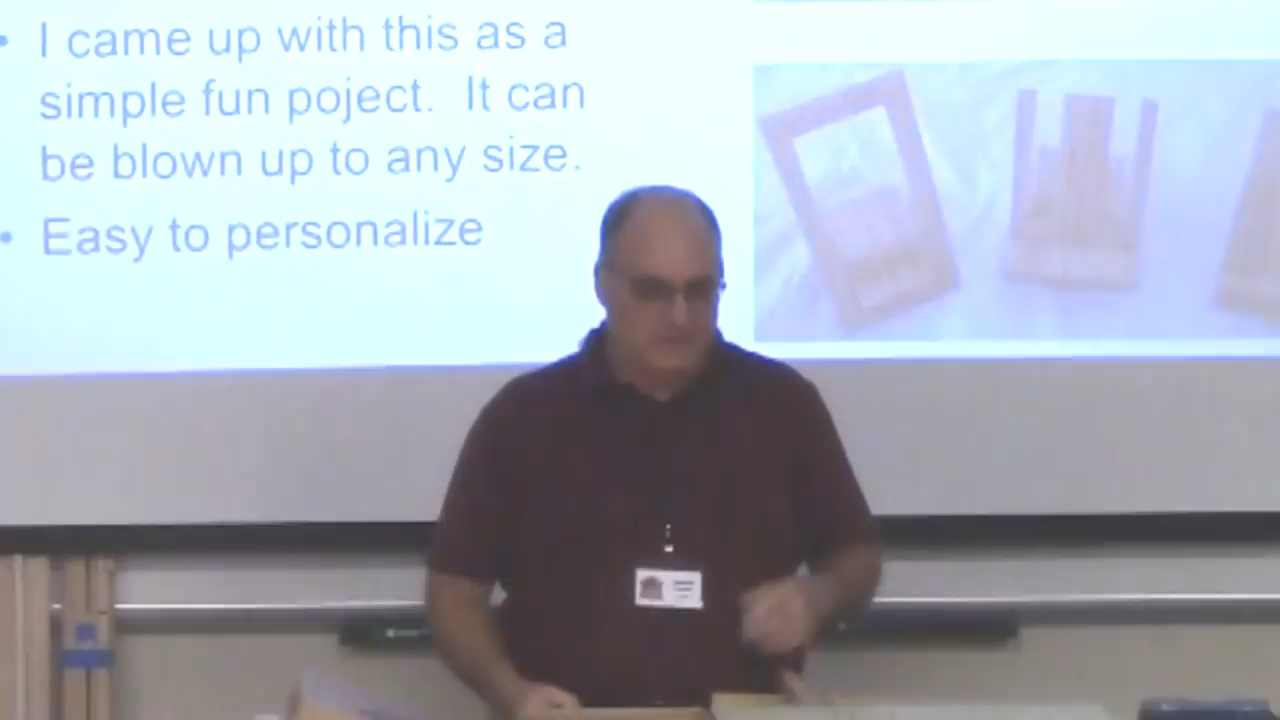 • I came up with this as a
simple fun poject. It can
be blown up to any size.
• Easy to personalize